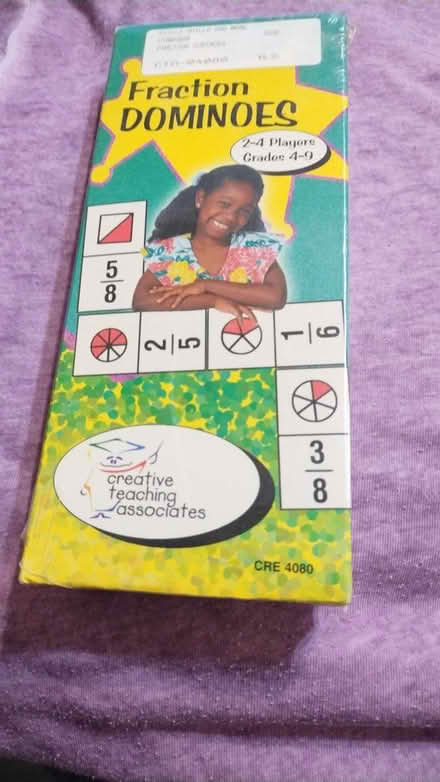 Fraction
DOMINOES
2-4 Players
Grades 4-9
5
8
2
5
1
6
3
8
creative
teaching
associates
CRE 4080